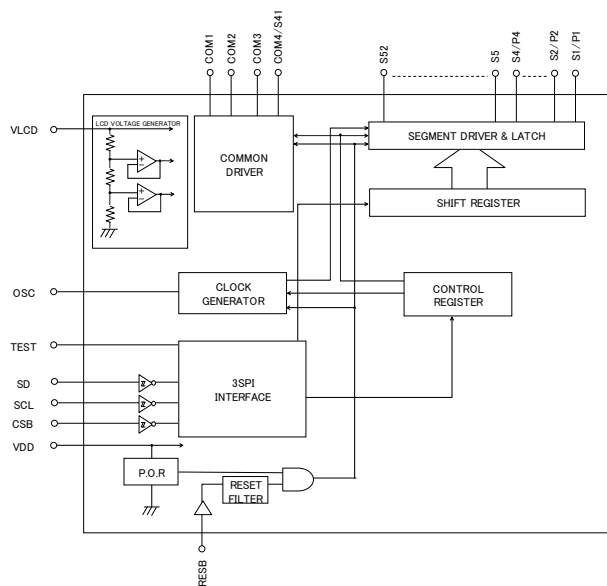 COM1
COM2
COM3
COM4/S41
S52
S5
S4/P4
S2/P2
S1/P1
VLCD
LCD VOLTAGE GENERATOR
COMMON
DRIVER
SEGMENT DRIVER & LATCH
SHIFT REGISTER
OSC
CLOCK
GENERATOR
CONTROL
REGISTER
TEST
SD
SCL
CSB
3SPI
INTERFACE
VDD
P.O.R
RESET
FILTER
RESB